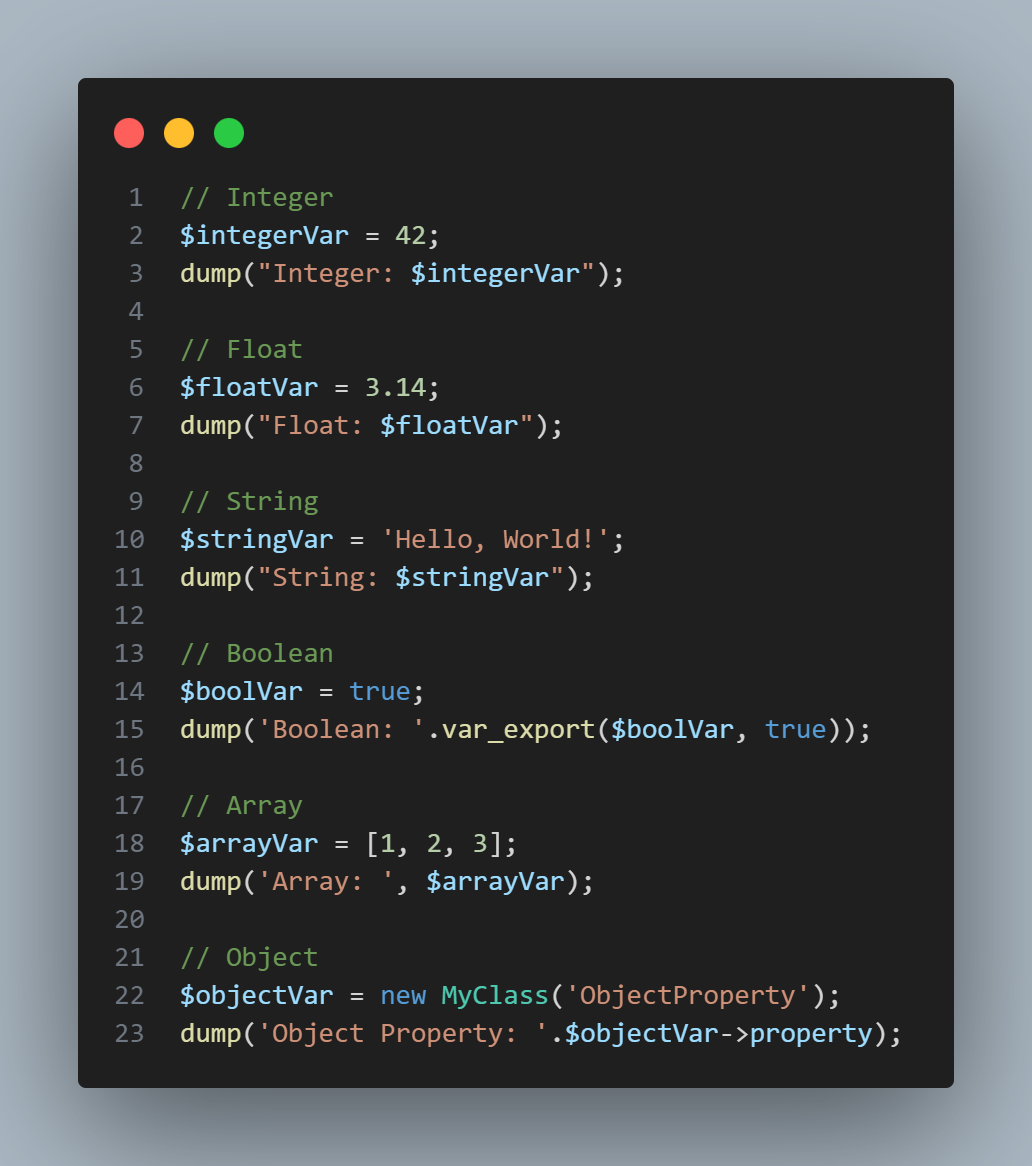 1 // Integer
2 $integerVar = 42;
3 dump("Integer: $integerVar");
4
5 // Float
6 $floatVar = 3.14;
7 dump("Float: $floatVar");
8
9 // String
10 $stringVar = 'Hello, World!';
11 dump("String: $stringVar");
12
13 // Boolean
14 $boolVar = true;
15 dump('Boolean: '.var_export($boolVar, true));
16
17 // Array
18 $arrayVar = [1, 2, 3];
19 dump('Array: ', $arrayVar);
20
21 // Object
22 $objectVar = new MyClass('ObjectProperty');
23 dump('Object Property: '.$objectVar->property);